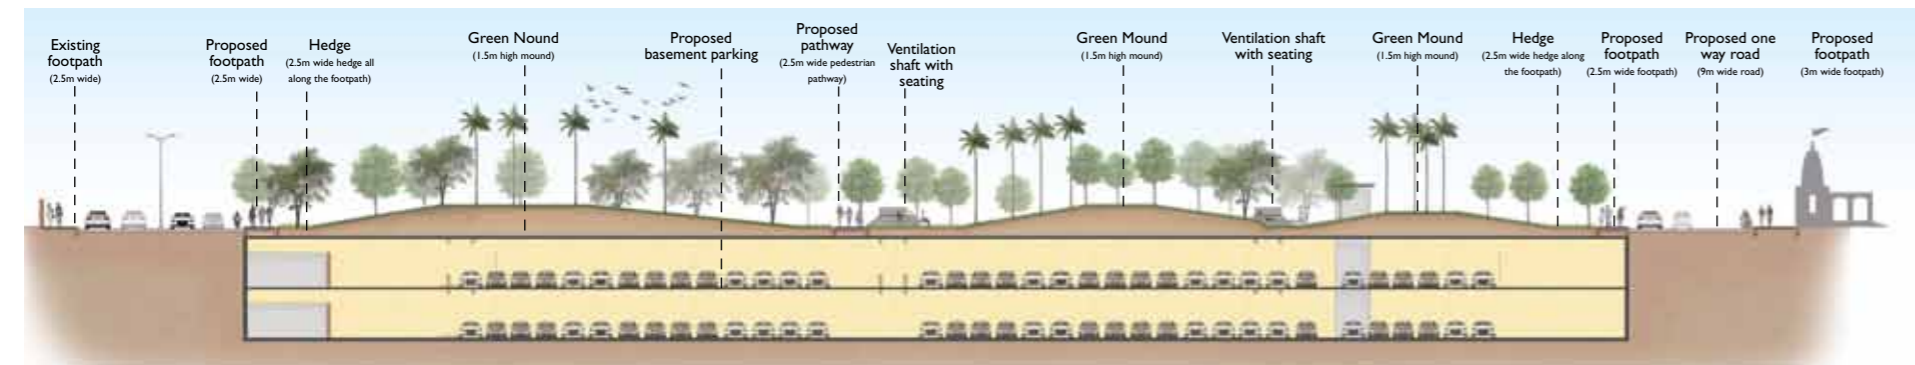 Existing
footpath
(2.5m wide)
Proposed
footpath
(2.5m wide)
Hedge
(2.5m wide hedge all
along the footpath)
Green Nound
(1.5m high mound)
Proposed
basement parking
Proposed
pathway
(2.5m wide pedestrian
pathway)
Ventilation
shaft with
seating
Green Mound
(1.5m high mound)
Ventilation shaft
with seating
Green Mound
(1.5m high mound)
Hedge
(2.5m wide hedge along
the footpath)
Proposed
footpath
(2.5m wide footpath)
Proposed one
way road
(9m wide road)
Proposed
footpath
(3m wide footpath)